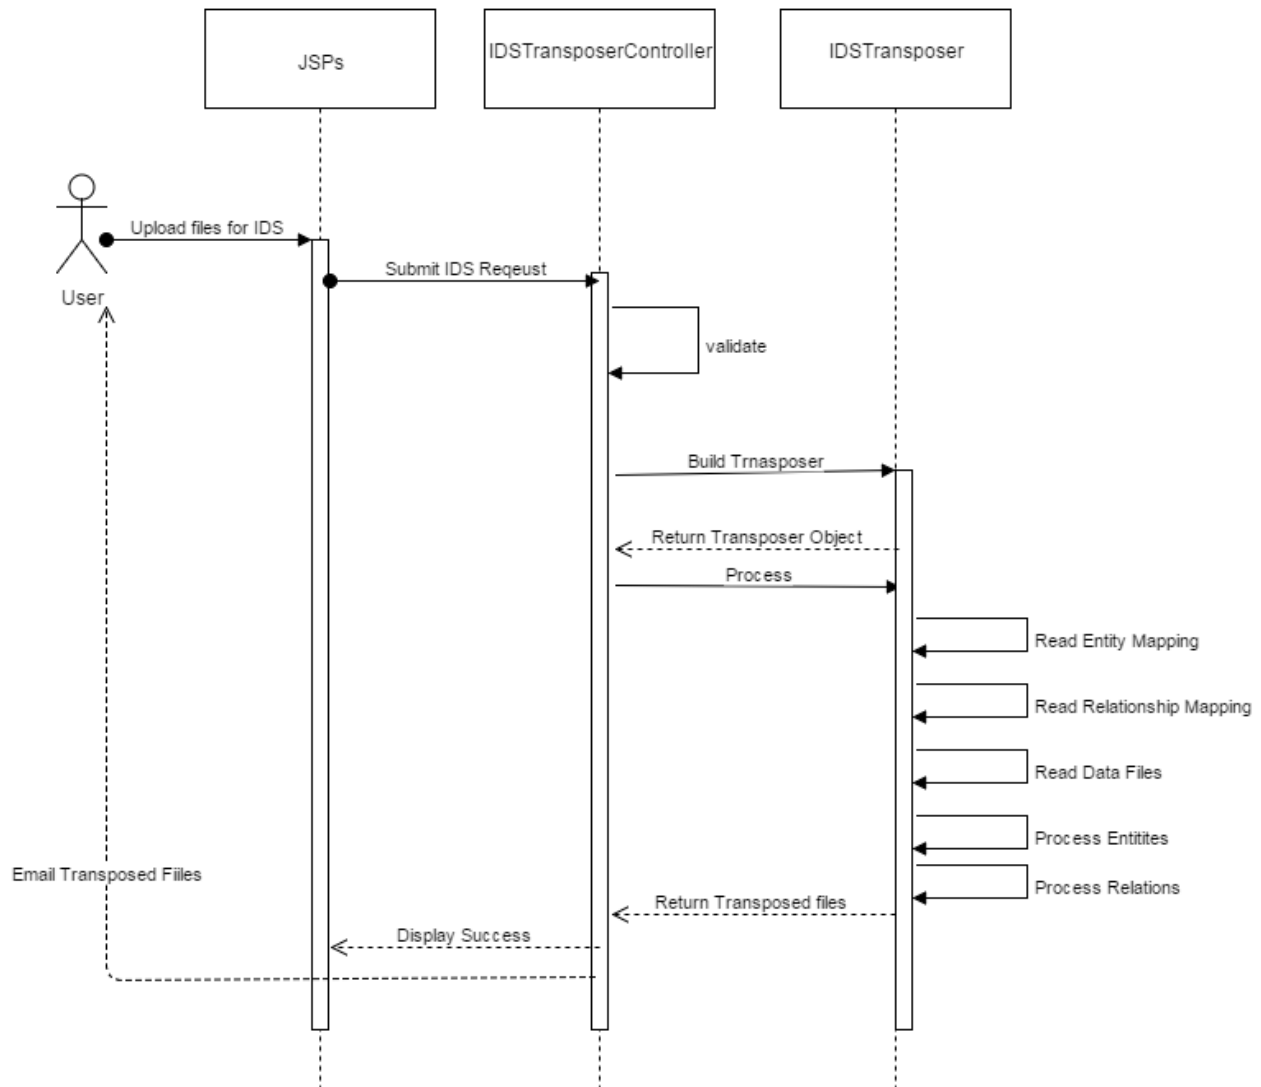 JSPs
IDSTransposerController
IDSTransposer
Upload files for IDS
Submit IDS Reqeust
User
validate
Build Trnasposer
Return Transposer Object
Process
Read Entity Mapping
Read Relationship Mapping
Read Data Files
Process Entitites
Email Transposed Fiiles
Process Relations
Return Transposed files
Display Success